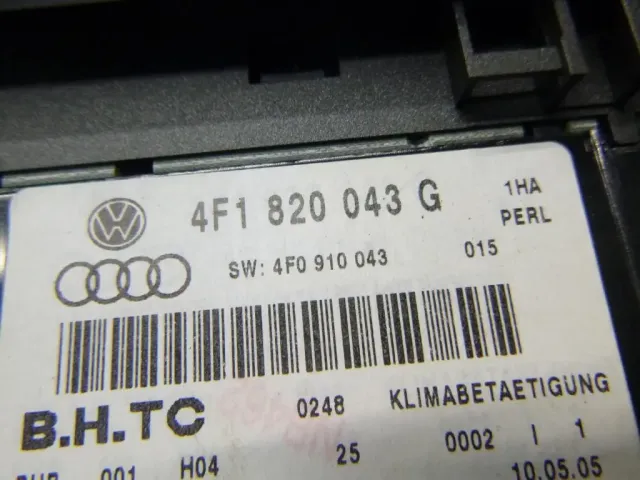 4F1 820 043 G 1HA
PERL
SW: 4F0 910 043 015
B.H.TC 0248 KLIMABETAETIGUNG
001 H04 25 0002 I 1
10.05.05